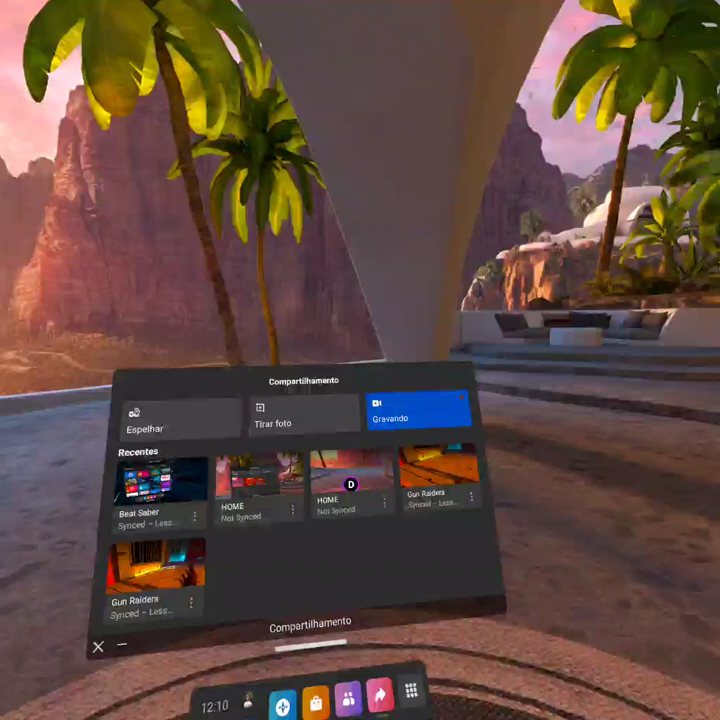 Compartilhamento
Espelhar
Tirar foto
Gravando
Recentes
Beat Saber
Synced – Less...
HOME
Not Synced
D
HOME
Not Synced
Gun Raiders
Synced – Less...
Gun Raiders
Synced – Less...
Compartilhamento
12:10